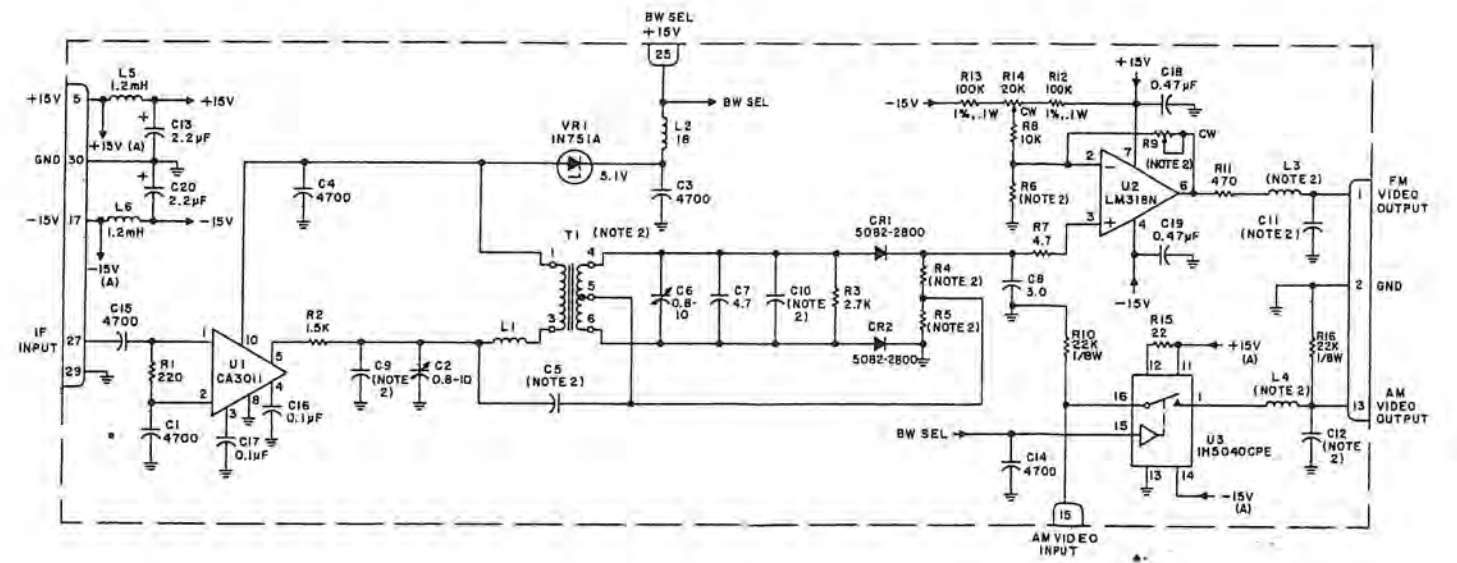 BW SEL
+15V
25
BW SEL
L5
1.2mH
+15V
5
+15V
+
C13
2.2µF
+15V (A)
GND
30
+
C20
2.2µF
L6
1.2mH
-15V
17
-15V
-15V
(A)
IF
INPUT
27
29
C15
4700
R1
220
C1
4700
1
2
3
U1
CA3011
10
5
4
8
C16
0.1µF
C17
0.1µF
C4
4700
VR1
1N751A
5.1V
L2
18
C3
4700
R2
1.5K
C9
(NOTE
2)
C2
0.8-10
L1
C5
(NOTE 2)
T1
(NOTE 2)
1
3
4
5
6
C6
0.8-
10
C7
4.7
C10
(NOTE
2)
R3
2.7K
CR1
5082-2800
CR2
5082-2800
R4
(NOTE 2)
R5
(NOTE 2)
-15V
R13
100K
1%,.1W
R14
20K
CW
R12
100K
1%,.1W
R8
10K
R6
(NOTE 2)
R7
4.7
C8
3.0
+15V
C18
0.47µF
7
2
−
3
+
U2
LM318N
6
4
CW
R9
(NOTE 2)
C19
0.47µF
-15V
R11
470
L3
(NOTE 2)
C11
(NOTE 2)
1
FM
VIDEO
OUTPUT
2
GND
R10
22K
1/8W
R15
22
+15V
(A)
12
11
16
1
15
U3
IH5040CPE
13
14
-15V
(A)
BW SEL
C14
4700
L4
(NOTE 2)
R16
22K
1/8W
C12
(NOTE
2)
13
AM
VIDEO
OUTPUT
15
AM VIDEO
INPUT